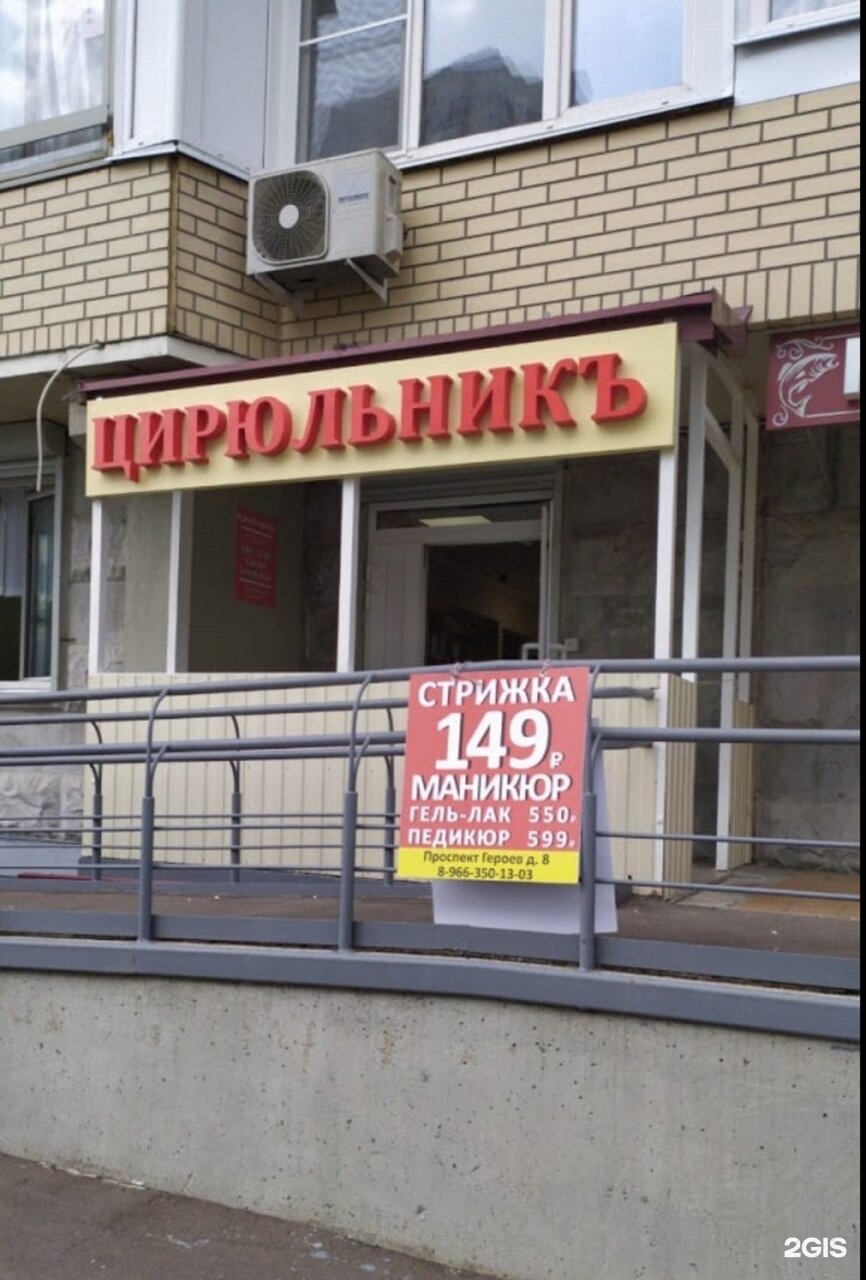 ЦИРЮЛЬНИКЪ
СТРИЖКА
149 ₽
МАНИКЮР
ГЕЛЬ-ЛАК 550₽
ПЕДИКЮР 599₽
Проспект Героев д. 8
8-966-350-13-03
2GIS